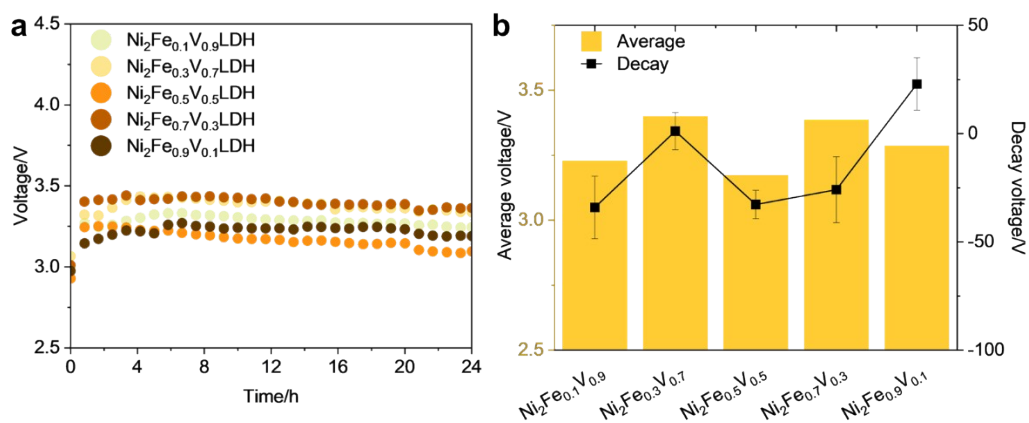 a
4.5
4.0
3.5
3.0
2.5
Voltage/V
Ni₂Fe₀.₁V₀.₉LDH
Ni₂Fe₀.₃V₀.₇LDH
Ni₂Fe₀.₅V₀.₅LDH
Ni₂Fe₀.₇V₀.₃LDH
Ni₂Fe₀.₉V₀.₁LDH
0 4 8 12 16 20 24
Time/h
b
3.5
3.0
2.5
Average voltage/V
Average
Decay
50
0
-50
-100
Decay voltage/V
Ni₂Fe₀.₁V₀.₉
Ni₂Fe₀.₃V₀.₇
Ni₂Fe₀.₅V₀.₅
Ni₂Fe₀.₇V₀.₃
Ni₂Fe₀.₉V₀.₁